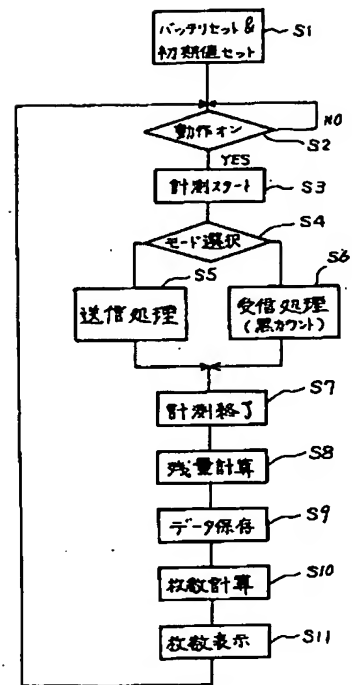 バッテリセット&
初期値セット
S1
動作オン
NO
S2
YES
計測スタート
S3
モード選択
S4
送信処理
S5
受信処理
(黒カウント)
S6
計測終了
S7
残量計算
S8
データ保存
S9
枚数計算
S10
枚数表示
S11